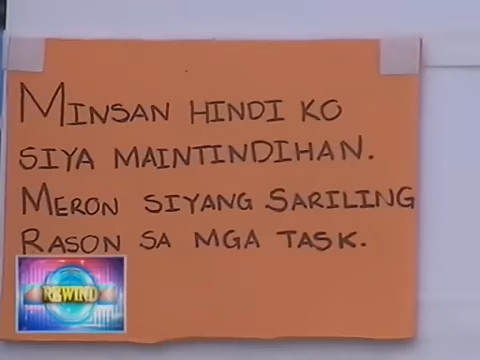 MINSAN HINDI KO
SIYA MAINTINDIHAN.
MERON SIYANG SARILING
RASON SA MGA TASK.
REWIND